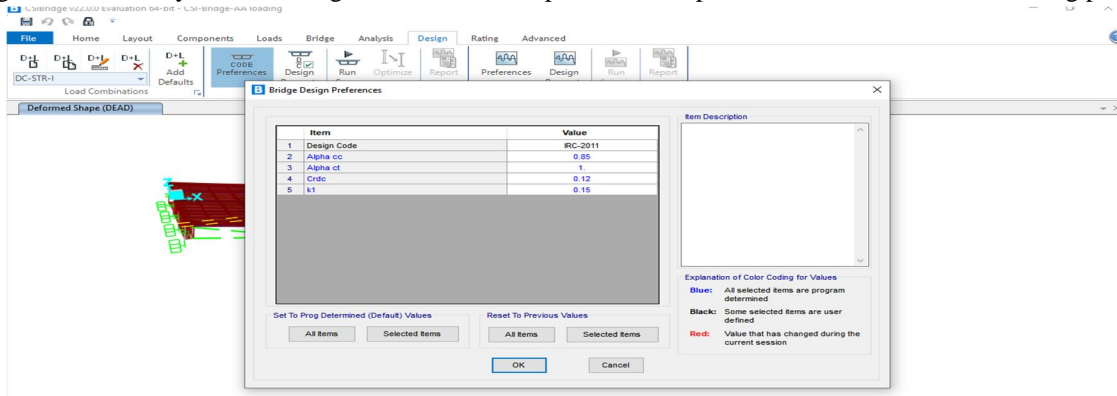 CSiBridge v22.0.0 Evaluation 64-bit - CSI-Bridge-AA loading
File Home Layout Components Loads Bridge Analysis Design Rating Advanced
D+L D+L D+L D+L D+L
DC-STR-I
Add
Defaults
Load Combinations
CODE
Preferences
Design
Run
Optimize
Report
Preferences
Design
Run
Report
Bridge Design Preferences
Deformed Shape (DEAD)
Item Value
1 Design Code IRC-2011
2 Alpha cc 0.85
3 Alpha ct 1.
4 Crdc 0.12
5 k1 0.15
Item Description
Explanation of Color Coding for Values
Blue: All selected items are program
determined
Black: Some selected items are user
defined
Red: Value that has changed during the
current session
Set To Prog Determined (Default) Values
All Items Selected Items
Reset To Previous Values
All Items Selected Items
OK Cancel
Z
X